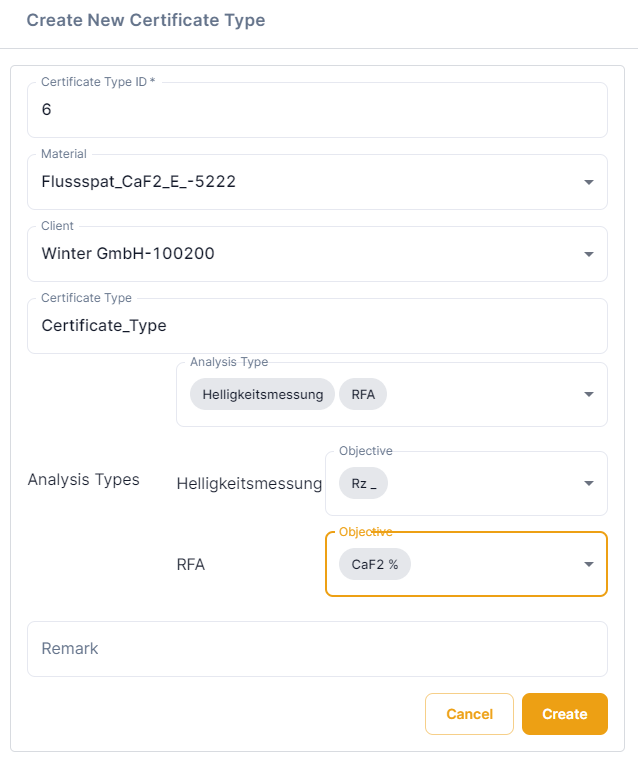 Create New Certificate Type
Certificate Type ID *
6
Material
Flussspat_CaF2_E_-5222
Client
Winter GmbH-100200
Certificate Type
Certificate_Type
Analysis Type
Helligkeitsmessung RFA
Analysis Types
Helligkeitsmessung
Objective
Rz _
RFA
Objective
CaF2 %
Remark
Cancel Create